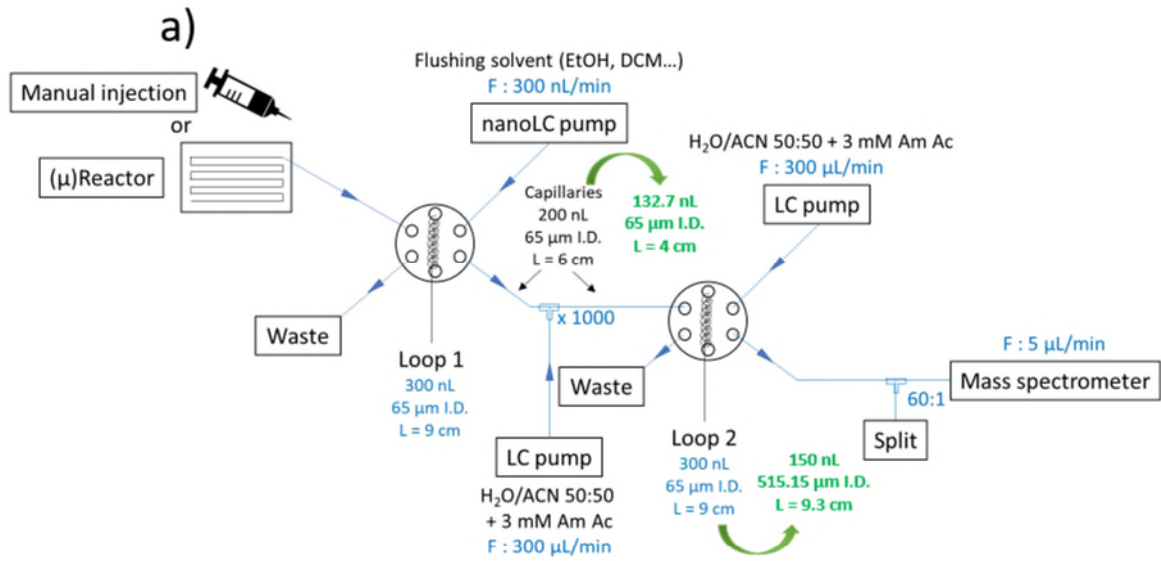 a)
Manual injection
or
(μ)Reactor
Flushing solvent (EtOH, DCM...)
F : 300 nL/min
nanoLC pump
Capillaries
200 nL
65 μm I.D.
L = 6 cm
132.7 nL
65 μm I.D.
L = 4 cm
H₂O/ACN 50:50 + 3 mM Am Ac
F : 300 μL/min
LC pump
Waste
Loop 1
300 nL
65 μm I.D.
L = 9 cm
x 1000
LC pump
H₂O/ACN 50:50
+ 3 mM Am Ac
F : 300 μL/min
Waste
Loop 2
300 nL
65 μm I.D.
L = 9 cm
150 nL
515.15 μm I.D.
L = 9.3 cm
F : 5 μL/min
Mass spectrometer
60:1
Split